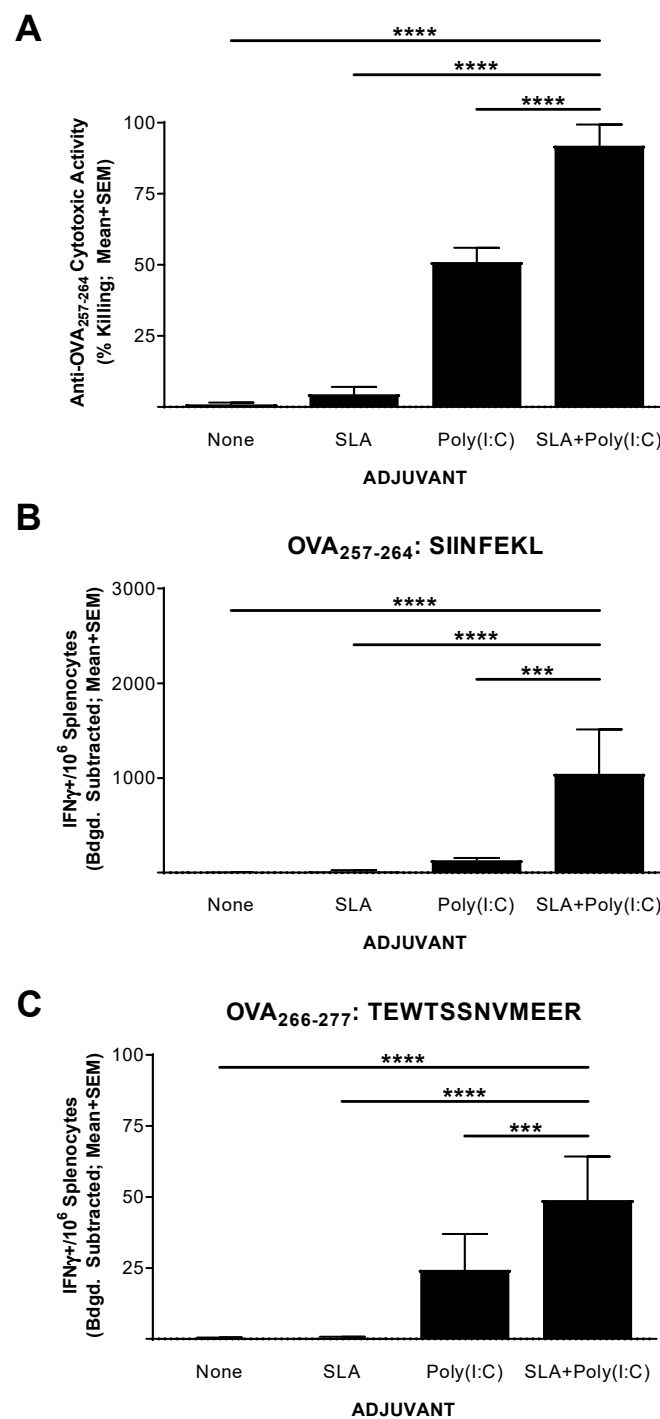 A
****
****
****
Anti-OVA257-264 Cytotoxic Activity
(% Killing; Mean+SEM)
100
75
50
25
None SLA Poly(I:C) SLA+Poly(I:C)
ADJUVANT
B
OVA257-264: SIINFEKL
****
****
***
IFNγ+/10⁶ Splenocytes
(Bdgd. Subtracted; Mean+SEM)
3000
2000
1000
None SLA Poly(I:C) SLA+Poly(I:C)
ADJUVANT
C
OVA266-277: TEWTSSNVMEER
****
****
***
IFNγ+/10⁶ Splenocytes
(Bdgd. Subtracted; Mean+SEM)
100
75
50
25
None SLA Poly(I:C) SLA+Poly(I:C)
ADJUVANT